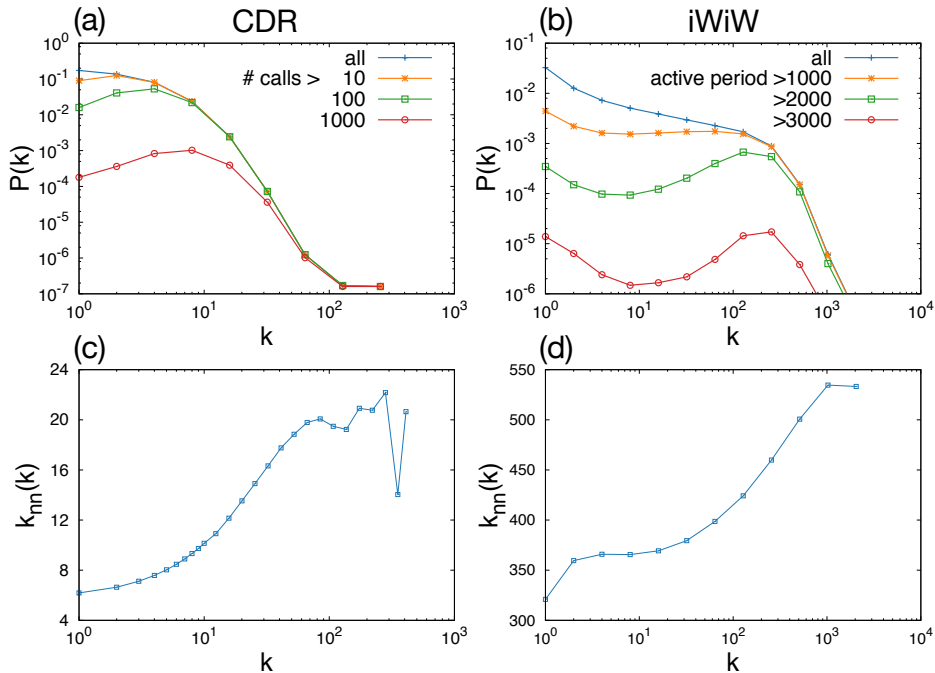 (a) CDR
P(k)
10^0
10^-1
10^-2
10^-3
10^-4
10^-5
10^-6
10^-7
all
# calls > 10
100
1000
10^0 10^1 10^2 10^3
k
(b) iWiW
P(k)
10^-1
10^-2
10^-3
10^-4
10^-5
10^-6
all
active period >1000
>2000
>3000
10^0 10^1 10^2 10^3 10^4
k
(c)
k_nn(k)
24
20
16
12
8
4
10^0 10^1 10^2 10^3
k
(d)
k_nn(k)
550
500
450
400
350
300
10^0 10^1 10^2 10^3 10^4
k